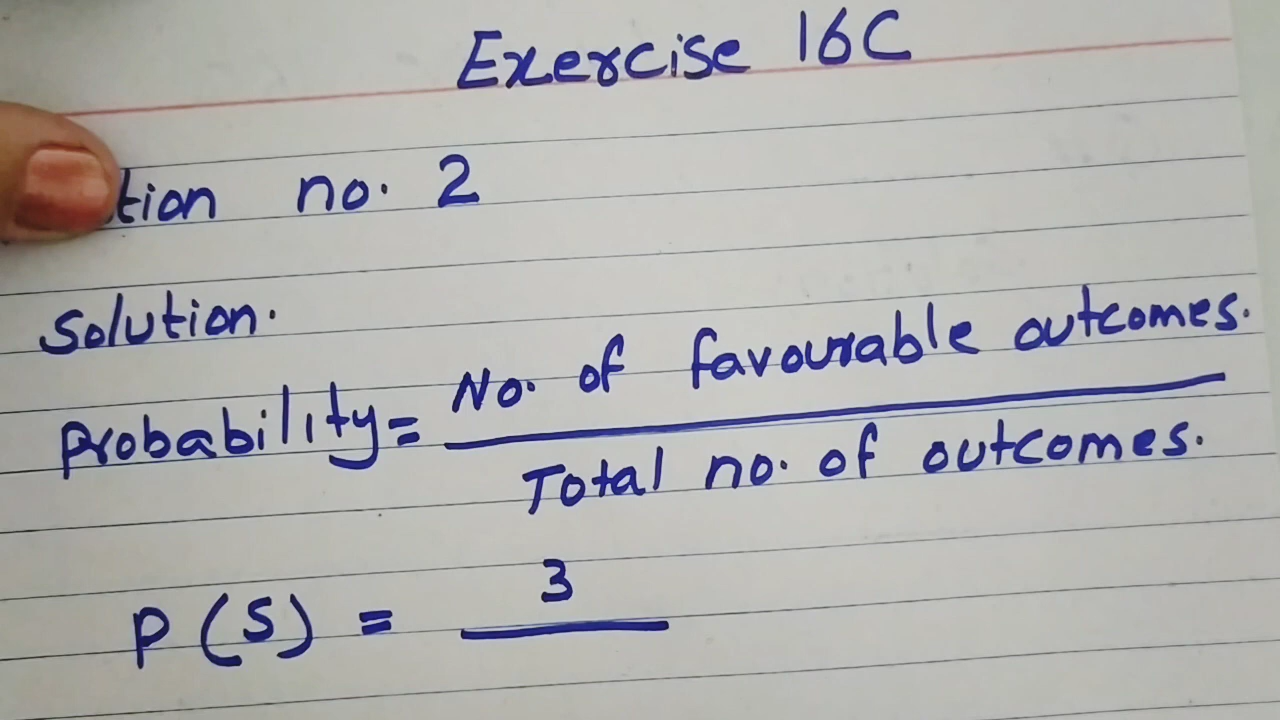 Exercise 16C
tion no. 2
Solution.
Probability = No. of favourable outcomes.
Total no. of outcomes.
P (S) = 3